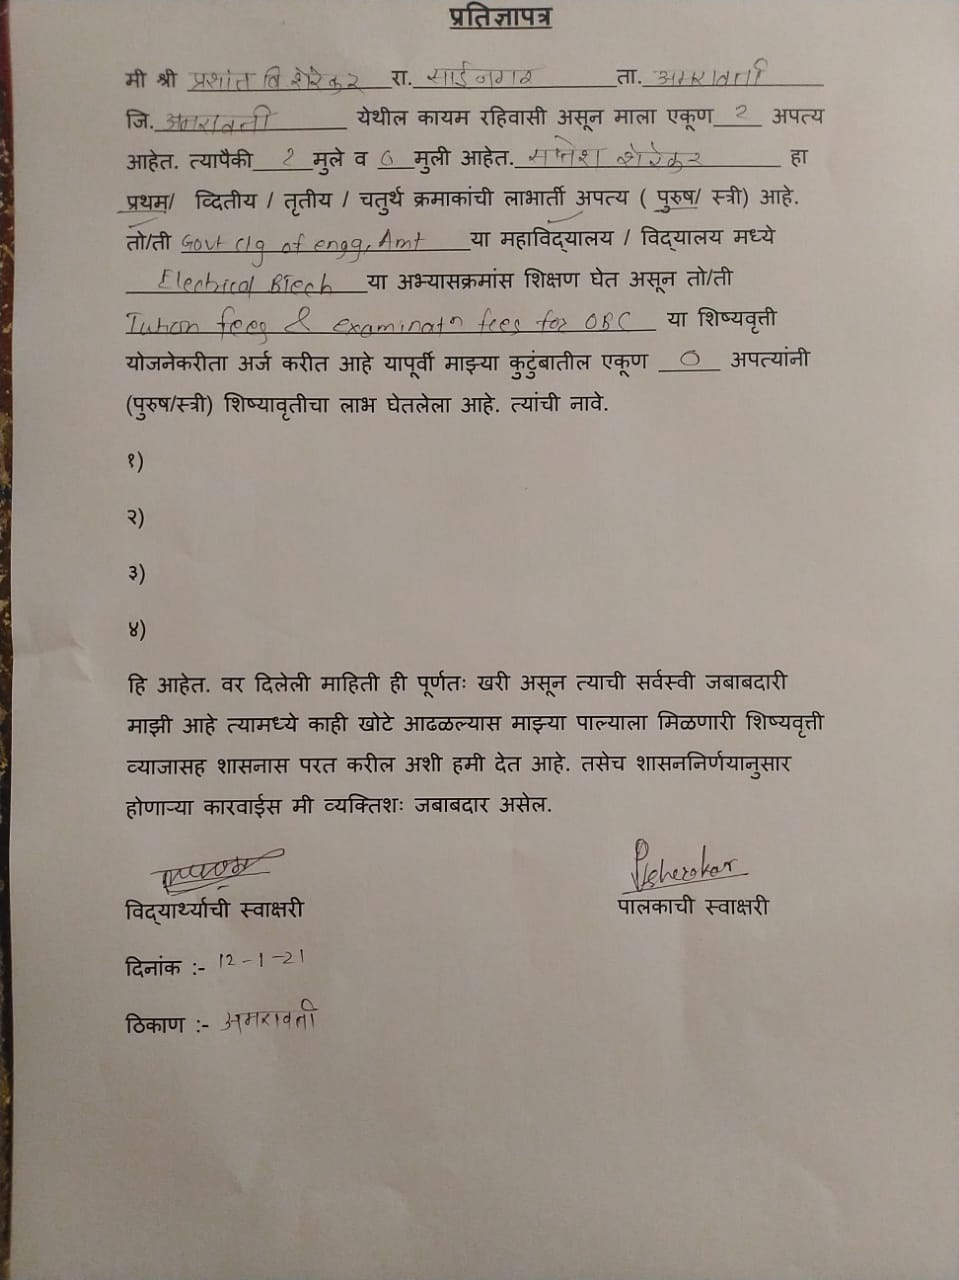 प्रतिज्ञापत्र
मी श्री प्रशांत वि शेरेकर रा. साईनगर ता. अमरावती
जि. अमरावती येथील कायम रहिवासी असून माला एकूण 2 अपत्य
आहेत. त्यापैकी 2 मुले व 0 मुली आहेत. शेरेकर हा
प्रथम/ व्दितीय / तृतीय / चतुर्थ क्रमाकांची लाभार्ती अपत्य ( पुरुष/ स्त्री) आहे.
तो/ती Govt clg of engg, Amt या महाविद्यालय / विद्यालय मध्ये
Electrical BTech या अभ्यासक्रमांस शिक्षण घेत असून तो/ती
Tution fees & examinatn fees for OBC या शिष्यवृत्ती
योजनेकरीता अर्ज करीत आहे यापूर्वी माझ्या कुटुंबातील एकूण 0 अपत्यांनी
(पुरुष/स्त्री) शिष्यावृतीचा लाभ घेतलेला आहे. त्यांची नावे.
१)
२)
३)
४)
हि आहेत. वर दिलेली माहिती ही पूर्णतः खरी असून त्याची सर्वस्वी जबाबदारी
माझी आहे त्यामध्ये काही खोटे आढळल्यास माझ्या पाल्याला मिळणारी शिष्यवृत्ती
व्याजासह शासनास परत करील अशी हमी देत आहे. तसेच शासननिर्णयानुसार
होणाऱ्या कारवाईस मी व्यक्तिशः जबाबदार असेल.
Psherekar
विद्यार्थ्याची स्वाक्षरी पालकाची स्वाक्षरी
दिनांक :- 12-1-21
ठिकाण :- अमरावती